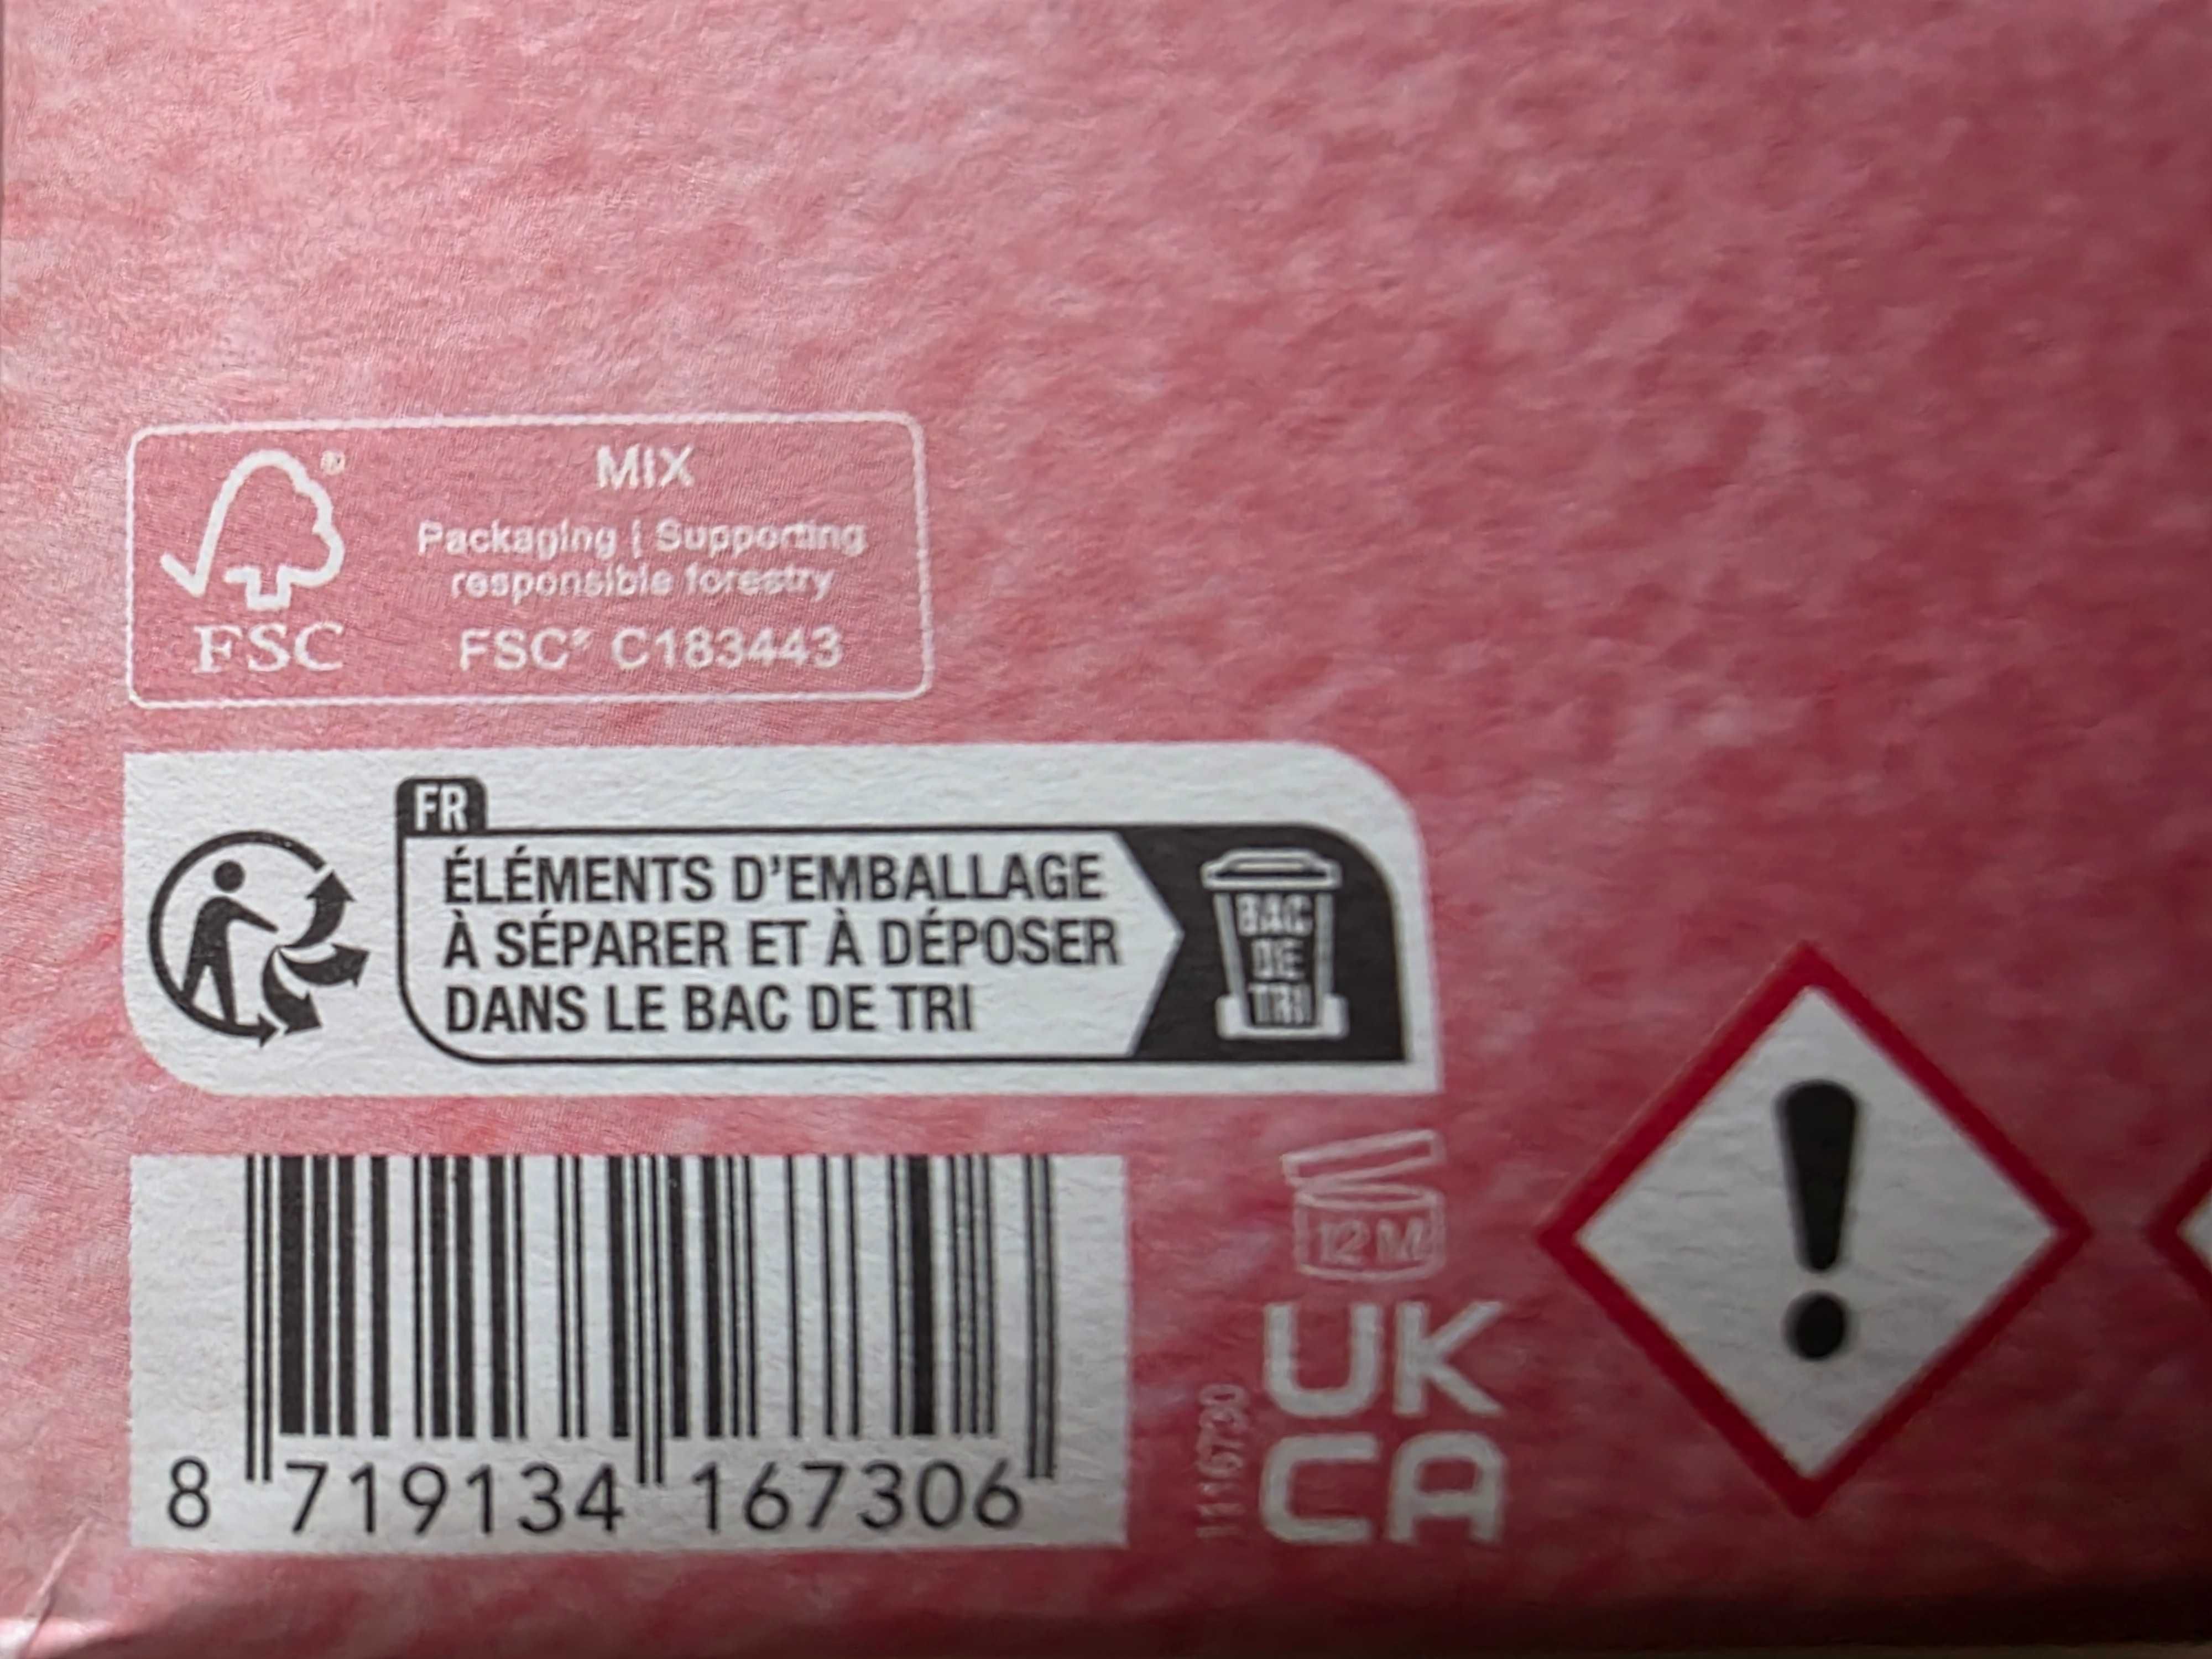 MIX
Packaging | Supporting
responsible forestry
FSC® C183443
FSC
FR
ÉLÉMENTS D'EMBALLAGE
À SÉPARER ET À DÉPOSER
DANS LE BAC DE TRI
BAC
DE
TRI
8 719134 167306
12 M
1116730
UK
CA